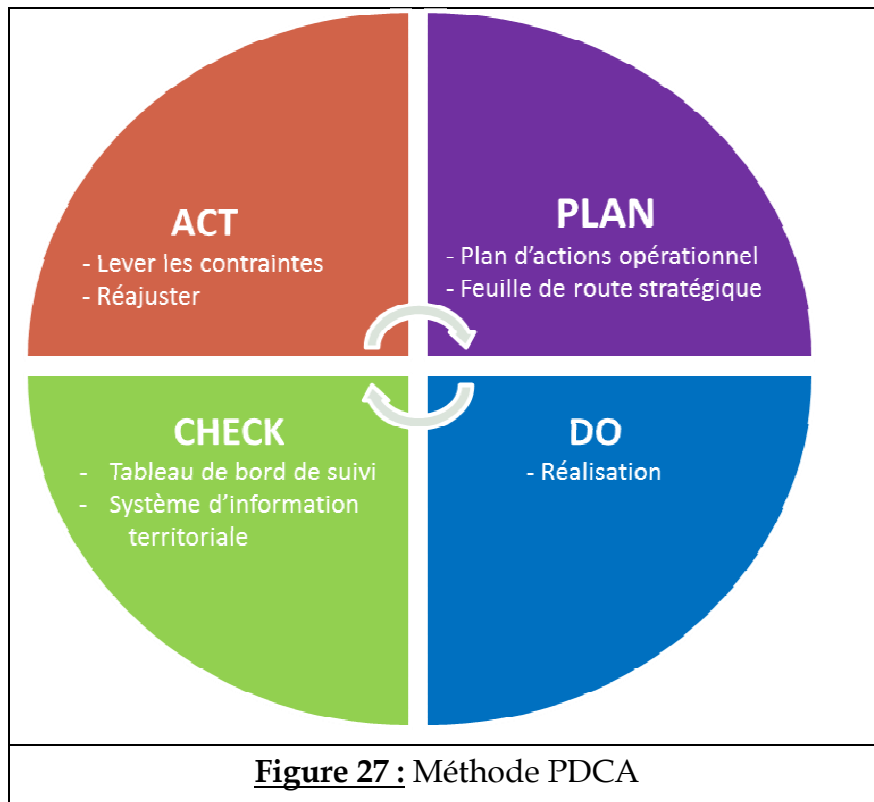 ACT
- Lever les contraintes
- Réajuster
PLAN
- Plan d'actions opérationnel
- Feuille de route stratégique
CHECK
- Tableau de bord de suivi
- Système d'information
territoriale
DO
- Réalisation
Figure 27 : Méthode PDCA